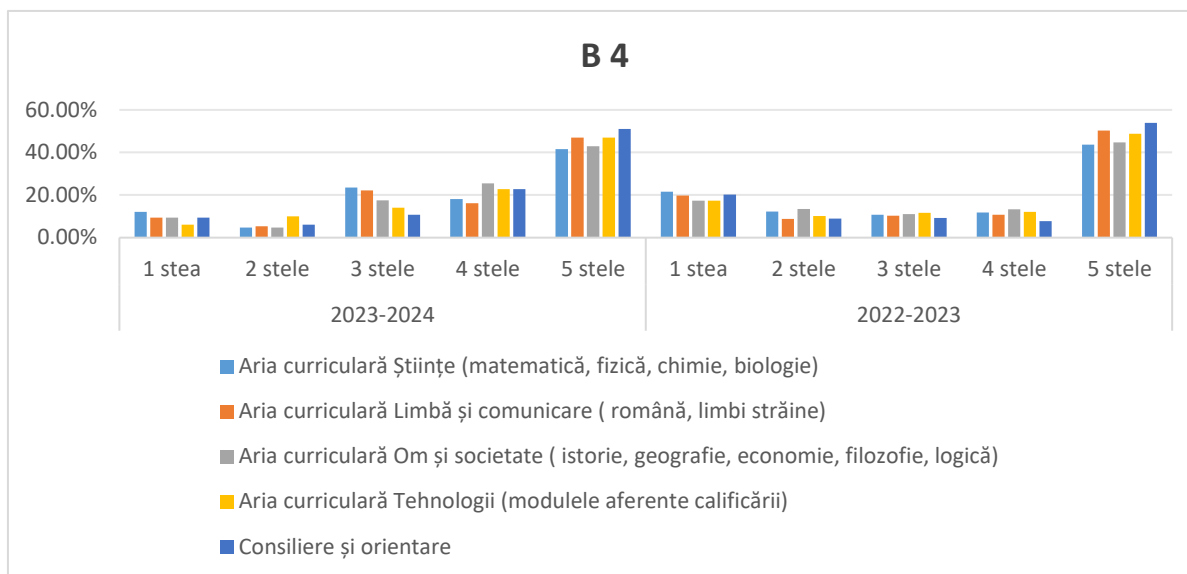 B 4
60.00%
40.00%
20.00%
0.00%
1 stea 2 stele 3 stele 4 stele 5 stele 1 stea 2 stele 3 stele 4 stele 5 stele
2023-2024 2022-2023
Aria curriculară Științe (matematică, fizică, chimie, biologie)
Aria curriculară Limbă și comunicare ( română, limbi străine)
Aria curriculară Om și societate ( istorie, geografie, economie, filozofie, logică)
Aria curriculară Tehnologii (modulele aferente calificării)
Consiliere și orientare